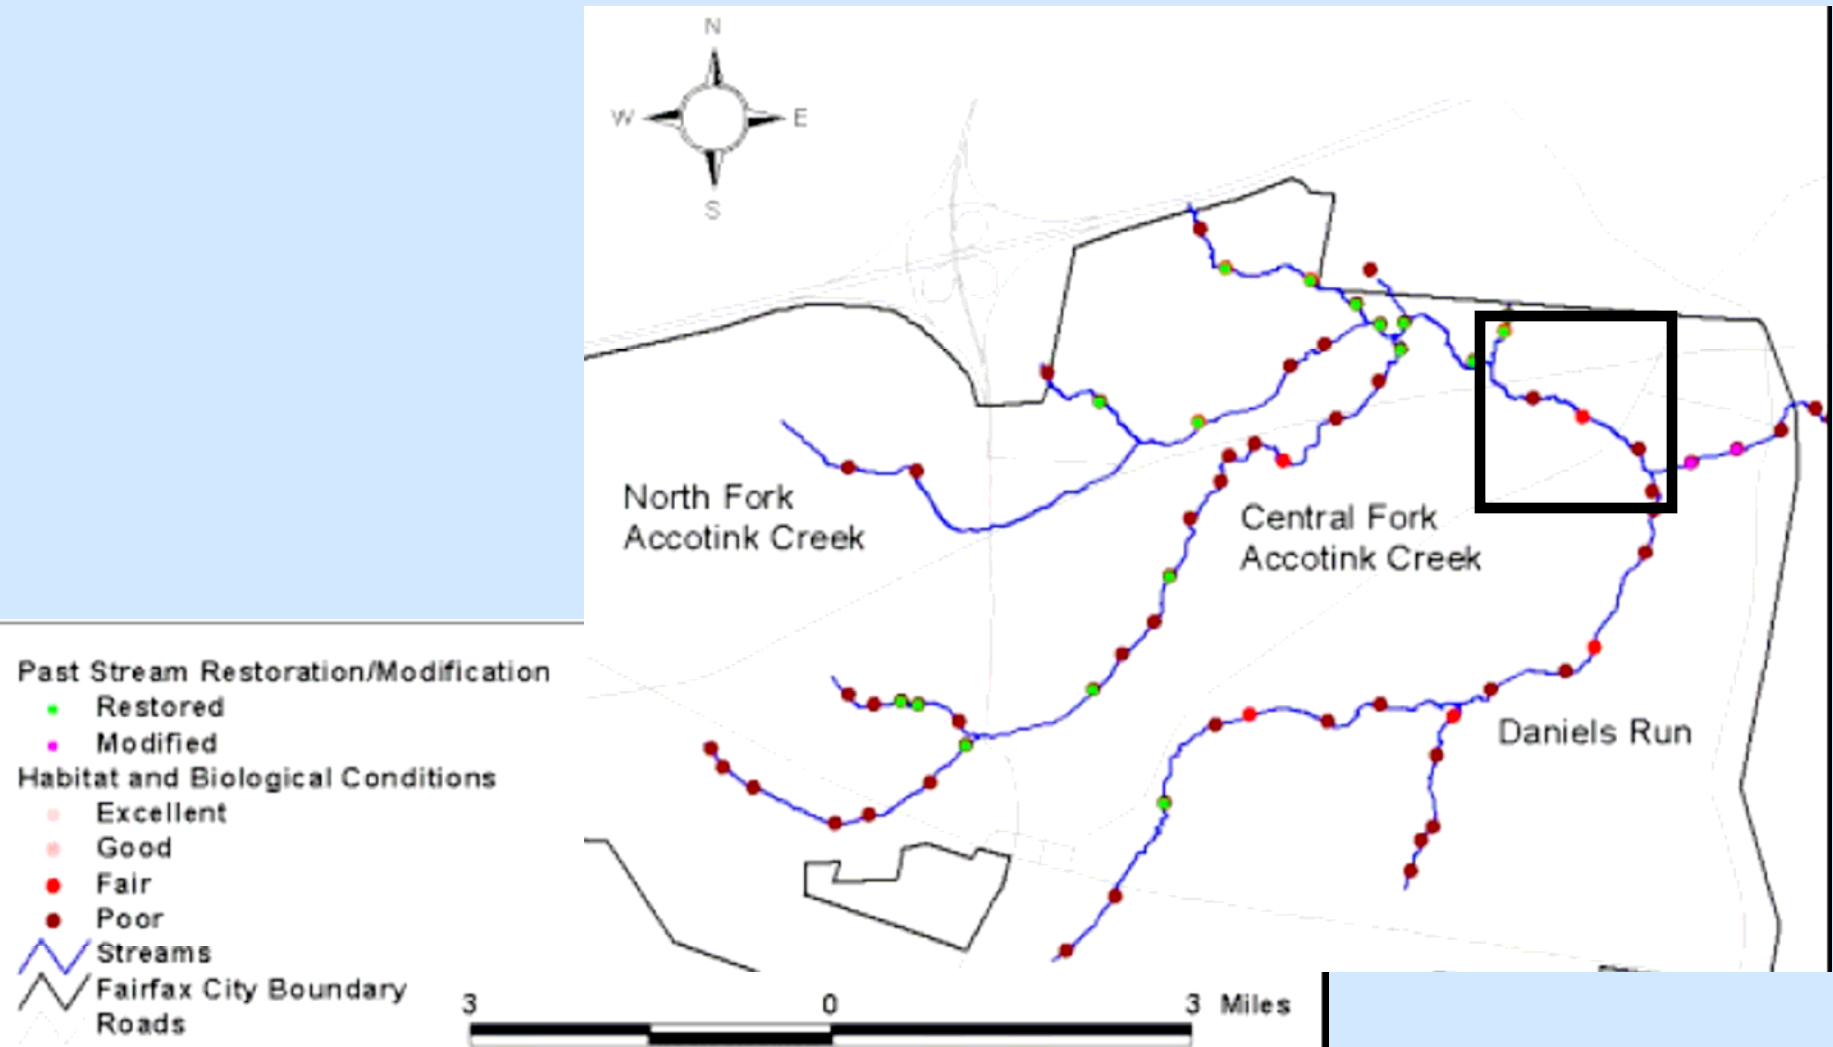 N
W E
S
North Fork
Accotink Creek
Central Fork
Accotink Creek
Daniels Run
Past Stream Restoration/Modification
Restored
Modified
Habitat and Biological Conditions
Excellent
Good
Fair
Poor
Streams
Fairfax City Boundary
Roads
3 0 3 Miles